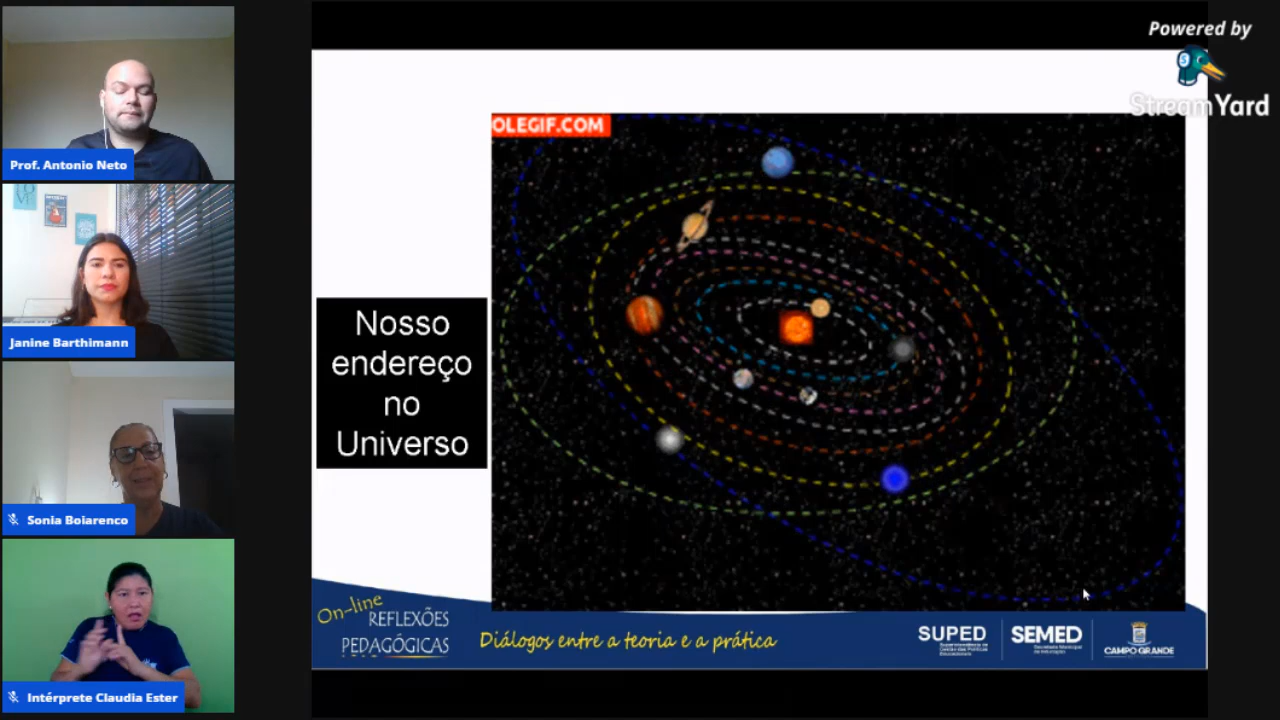 Powered by
StreamYard
Prof. Antonio Neto
Janine Barthimann
Sonia Boiarenco
Intérprete Claudia Ester
OLEGIF.COM
Nosso
endereço
no
Universo
On-line
REFLEXÕES
PEDAGÓGICAS
Diálogos entre a teoria e a prática
SUPED
SEMED
CAMPO GRANDE